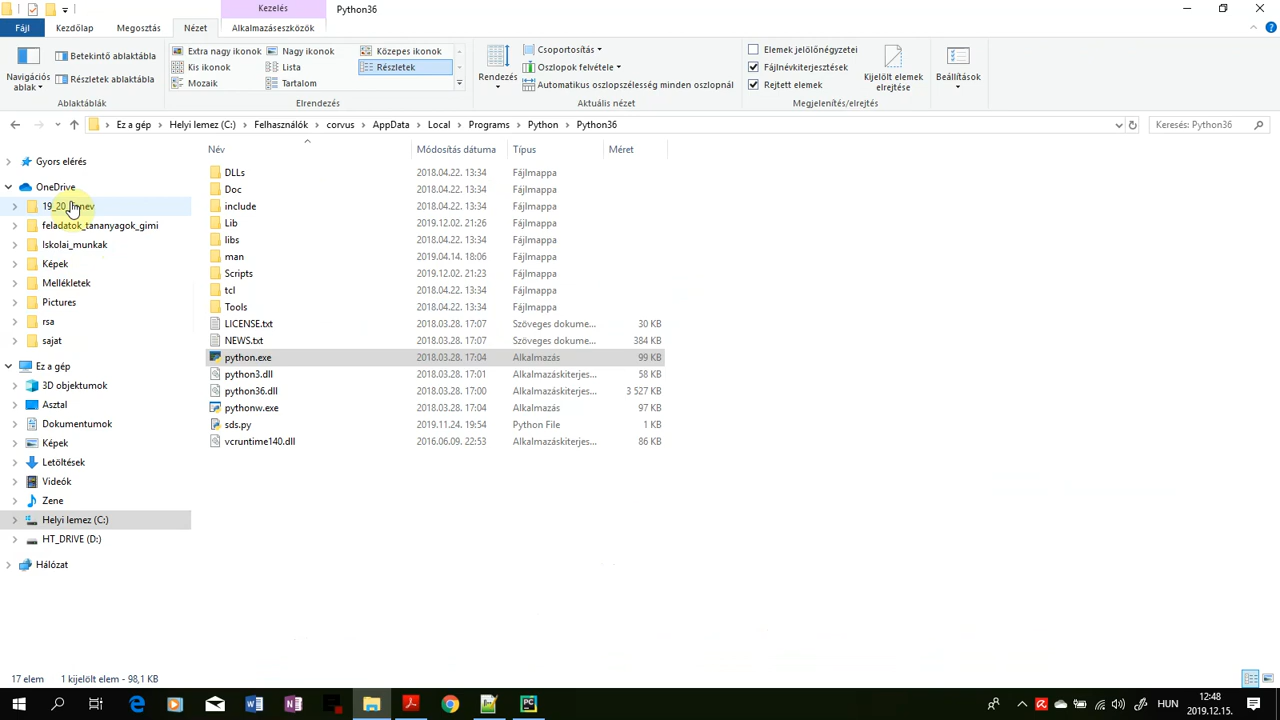 Kezelés
Python36
Fájl
Kezdőlap
Megosztás
Nézet
Alkalmazáseszközök
Navigációs ablak
Betekintő ablaktábla
Részletek ablaktábla
Ablaktáblák
Extra nagy ikonok
Nagy ikonok
Közepes ikonok
Kis ikonok
Lista
Részletek
Mozaik
Tartalom
Elrendezés
Rendezés
Csoportosítás
Oszlopok felvétele
Automatikus oszlopszélesség minden oszlopnál
Aktuális nézet
Elemek jelölőnégyzetei
Fájlnévkiterjesztések
Rejtett elemek
Kijelölt elemek elrejtése
Megjelenítés/elrejtés
Beállítások
Ez a gép
Helyi lemez (C:)
Felhasználók
corvus
AppData
Local
Programs
Python
Python36
Keresés: Python36
Gyors elérés
OneDrive
feladatok_tananyagok_gimi
Iskolai_munkak
Képek
Mellékletek
Pictures
rsa
sajat
Ez a gép
3D objektumok
Asztal
Dokumentumok
Képek
Letöltések
Videók
Zene
Helyi lemez (C:)
HT_DRIVE (D:)
Hálózat
Név Módosítás dátuma Típus Méret
DLLs 2018.04.22. 13:34 Fájlmappa
Doc 2018.04.22. 13:34 Fájlmappa
include 2018.04.22. 13:34 Fájlmappa
Lib 2019.12.02. 21:26 Fájlmappa
libs 2018.04.22. 13:34 Fájlmappa
man 2019.04.14. 18:06 Fájlmappa
Scripts 2019.12.02. 21:23 Fájlmappa
tcl 2018.04.22. 13:34 Fájlmappa
Tools 2018.04.22. 13:34 Fájlmappa
LICENSE.txt 2018.03.28. 17:07 Szöveges dokume... 30 KB
NEWS.txt 2018.03.28. 17:07 Szöveges dokume... 384 KB
python.exe 2018.03.28. 17:04 Alkalmazás 99 KB
python3.dll 2018.03.28. 17:01 Alkalmazáskiterjes... 58 KB
python36.dll 2018.03.28. 17:00 Alkalmazáskiterjes... 3 527 KB
pythonw.exe 2018.03.28. 17:04 Alkalmazás 97 KB
sds.py 2019.11.24. 19:54 Python File 1 KB
vcruntime140.dll 2016.06.09. 22:53 Alkalmazáskiterjes... 86 KB
17 elem 1 kijelölt elem – 98,1 KB
HUN
12:48
2019.12.15.